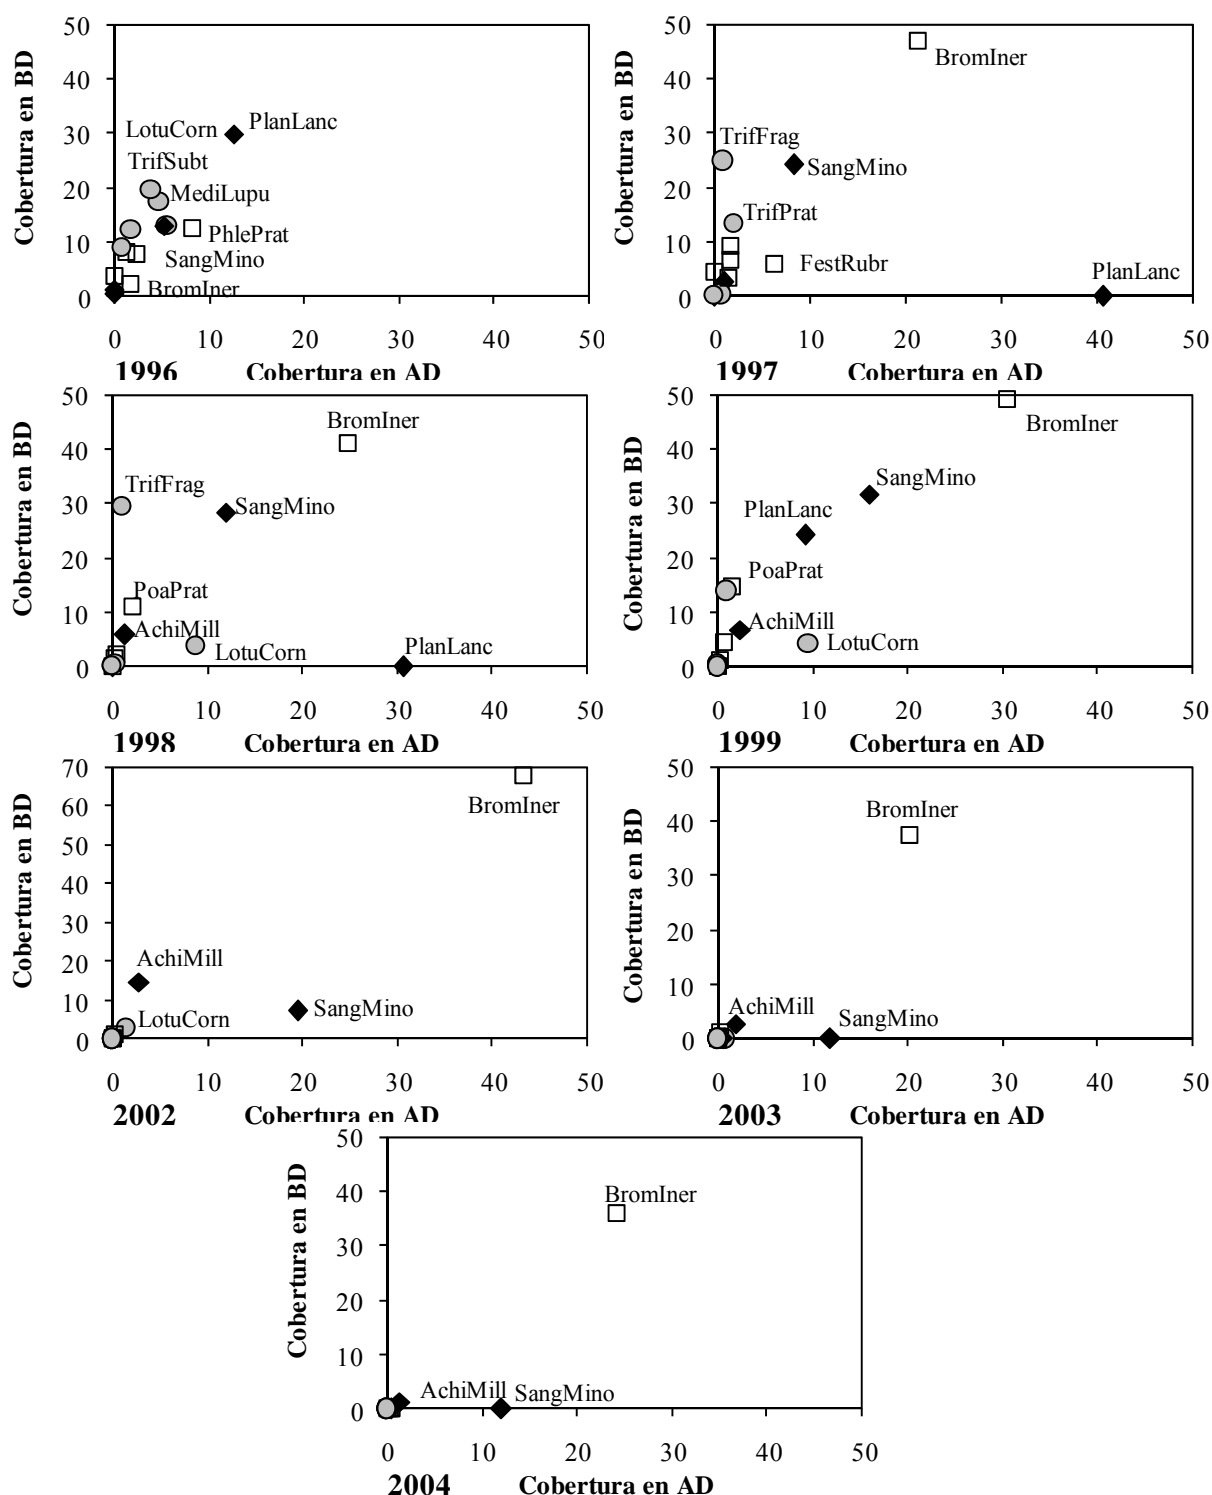 50
40
30
20
10
0
Cobertura en BD
LotuCorn
PlanLanc
TrifSubt
MediLupu
PhlePrat
SangMino
BromIner
0 10 20 30 40 50
1996 Cobertura en AD
50
40
30
20
10
0
Cobertura en BD
BromIner
TrifFrag
SangMino
TrifPrat
FestRubr
PlanLanc
0 10 20 30 40 50
1997 Cobertura en AD
50
40
30
20
10
0
Cobertura en BD
BromIner
TrifFrag
SangMino
PoaPrat
AchiMill
LotuCorn
PlanLanc
0 10 20 30 40 50
1998 Cobertura en AD
50
40
30
20
10
0
Cobertura en BD
BromIner
SangMino
PlanLanc
PoaPrat
AchiMill
LotuCorn
0 10 20 30 40 50
1999 Cobertura en AD
70
60
50
40
30
20
10
0
Cobertura en BD
BromIner
AchiMill
SangMino
LotuCorn
0 10 20 30 40 50
2002 Cobertura en AD
50
40
30
20
10
0
Cobertura en BD
BromIner
AchiMill
SangMino
0 10 20 30 40 50
2003 Cobertura en AD
50
40
30
20
10
0
Cobertura en BD
BromIner
AchiMill
SangMino
0 10 20 30 40 50
2004 Cobertura en AD